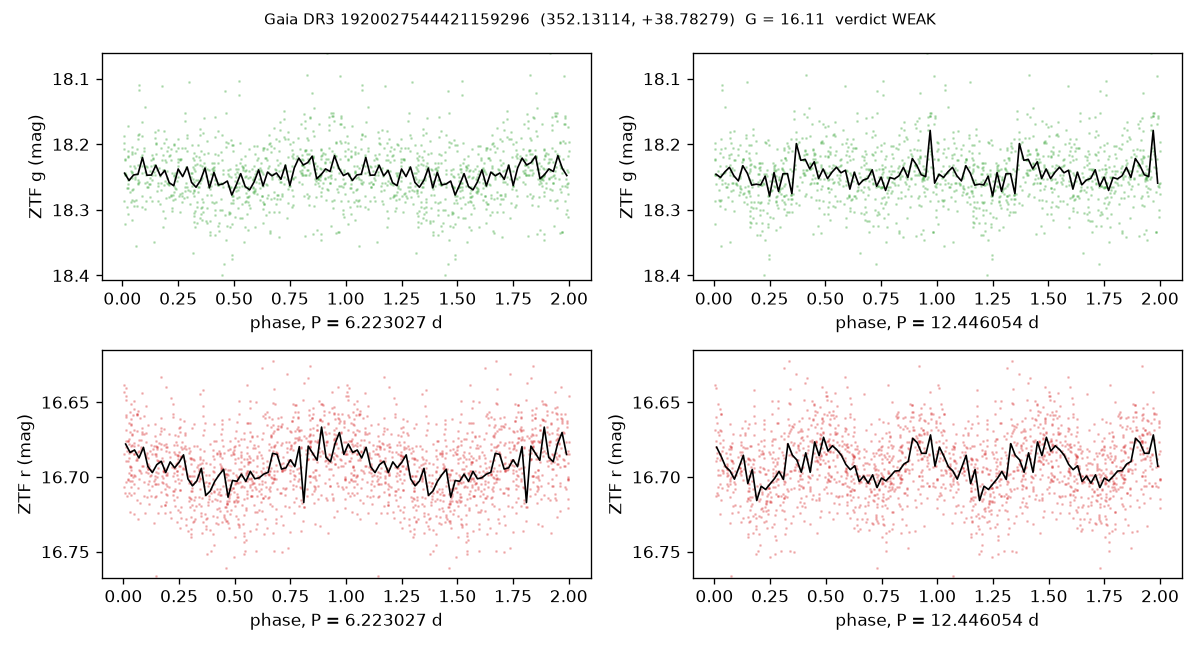 Gaia DR3 1920027544421159296 (352.13114, +38.78279) G = 16.11 verdict WEAK
ZTF g (mag)
18.1
18.2
18.3
18.4
0.00 0.25 0.50 0.75 1.00 1.25 1.50 1.75 2.00
phase, P = 6.223027 d
ZTF g (mag)
18.1
18.2
18.3
18.4
0.00 0.25 0.50 0.75 1.00 1.25 1.50 1.75 2.00
phase, P = 12.446054 d
ZTF r (mag)
16.65
16.70
16.75
0.00 0.25 0.50 0.75 1.00 1.25 1.50 1.75 2.00
phase, P = 6.223027 d
ZTF r (mag)
16.65
16.70
16.75
0.00 0.25 0.50 0.75 1.00 1.25 1.50 1.75 2.00
phase, P = 12.446054 d